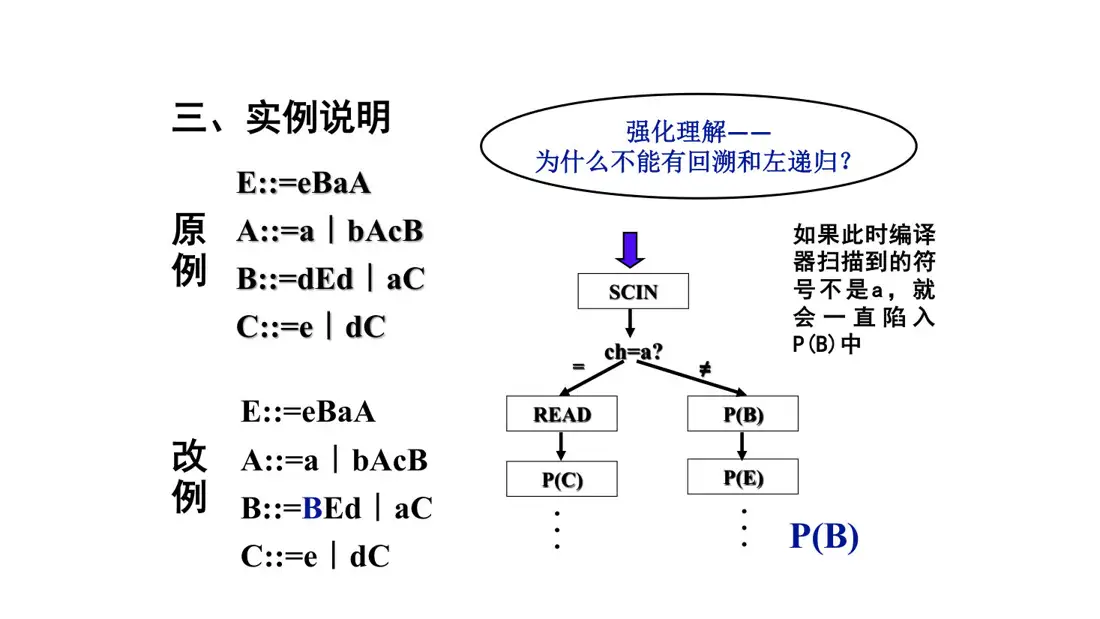 三、实例说明
强化理解——
为什么不能有回溯和左递归？
原例
E::=eBaA
A::=a｜bAcB
B::=dEd｜aC
C::=e｜dC
改例
E::=eBaA
A::=a｜bAcB
B::=BEd｜aC
C::=e｜dC
SCIN
ch=a?
= ≠
READ P(B)
P(C) P(E)
P(B)
如果此时编译
器扫描到的符
号不是a，就
会一直陷入
P(B)中